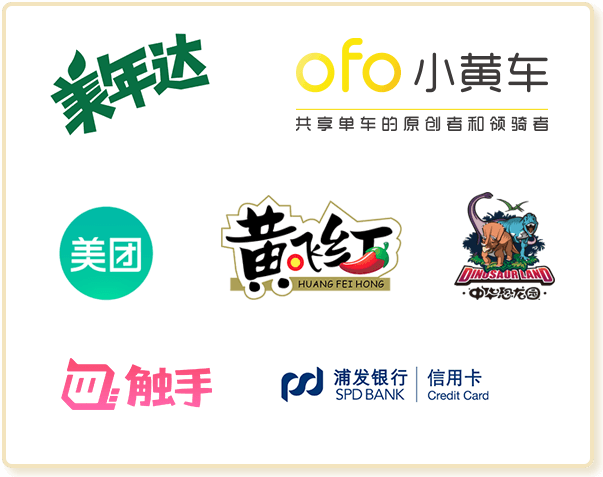 美年达
ofo 小黄车
共享单车的原创者和领骑者
美团
黄飞红
HUANG FEI HONG
DINOSAUR LAND
·中华恐龙园·
触手
浦发银行
SPD BANK
信用卡
Credit Card